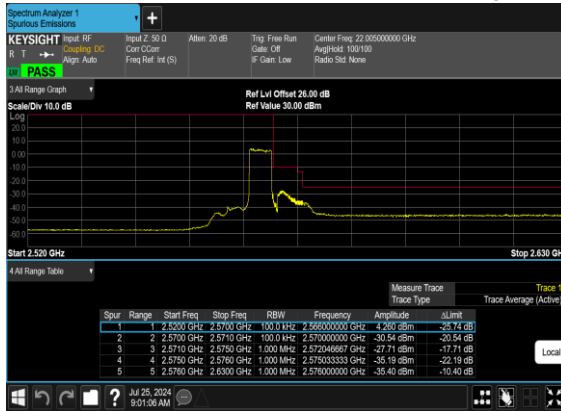 Spectrum Analyzer 1
Spurious Emissions
KEYSIGHT Input: RF Input Z: 50 Ω Atten: 20 dB Trig: Free Run Center Freq: 22.005000000 GHz
R T Coupling: DC Corr CCorr Gate: Off Avg|Hold: 100/100
Align: Auto Freq Ref: Int (S) IF Gain: Low Radio Std: None
PASS
3 All Range Graph Ref Lvl Offset 26.00 dB
Scale/Div 10.0 dB Ref Value 30.00 dBm
Log
20.0
10.0
0.00
-10.0
-20.0
-30.0
-40.0
-50.0
-60.0
Start 2.520 GHz Stop 2.630 GH
4 All Range Table
Measure Trace Trace 1
Trace Type Trace Average (Active)
Spur Range Start Freq Stop Freq RBW Frequency Amplitude ΔLimit
1 1 2.5200 GHz 2.5700 GHz 100.0 kHz 2.566000000 GHz 4.260 dBm -25.74 dB
2 2 2.5700 GHz 2.5710 GHz 100.0 kHz 2.570000000 GHz -30.54 dBm -20.54 dB
3 3 2.5710 GHz 2.5750 GHz 1.000 MHz 2.572046667 GHz -27.71 dBm -17.71 dB
4 4 2.5750 GHz 2.5760 GHz 1.000 MHz 2.575033333 GHz -35.19 dBm -22.19 dB
5 5 2.5760 GHz 2.6300 GHz 1.000 MHz 2.576000000 GHz -35.40 dBm -10.40 dB
Local
? Jul 25, 2024
9:01:06 AM